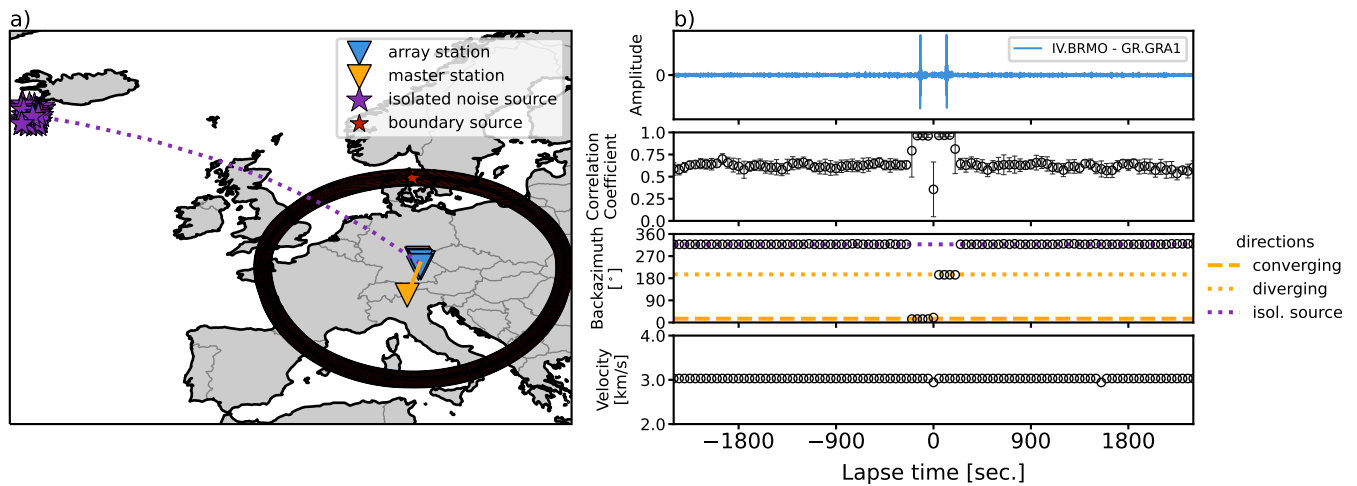 a)
array station
master station
isolated noise source
boundary source
b)
IV.BRMO - GR.GRA1
Amplitude
0
Correlation
Coefficient
1.0
0.75
0.5
0.25
0.0
Backazimuth
[°]
360
270
180
90
0
directions
converging
diverging
isol. source
Velocity
[km/s]
4.0
3.0
2.0
−1800
−900
0
900
1800
Lapse time [sec.]